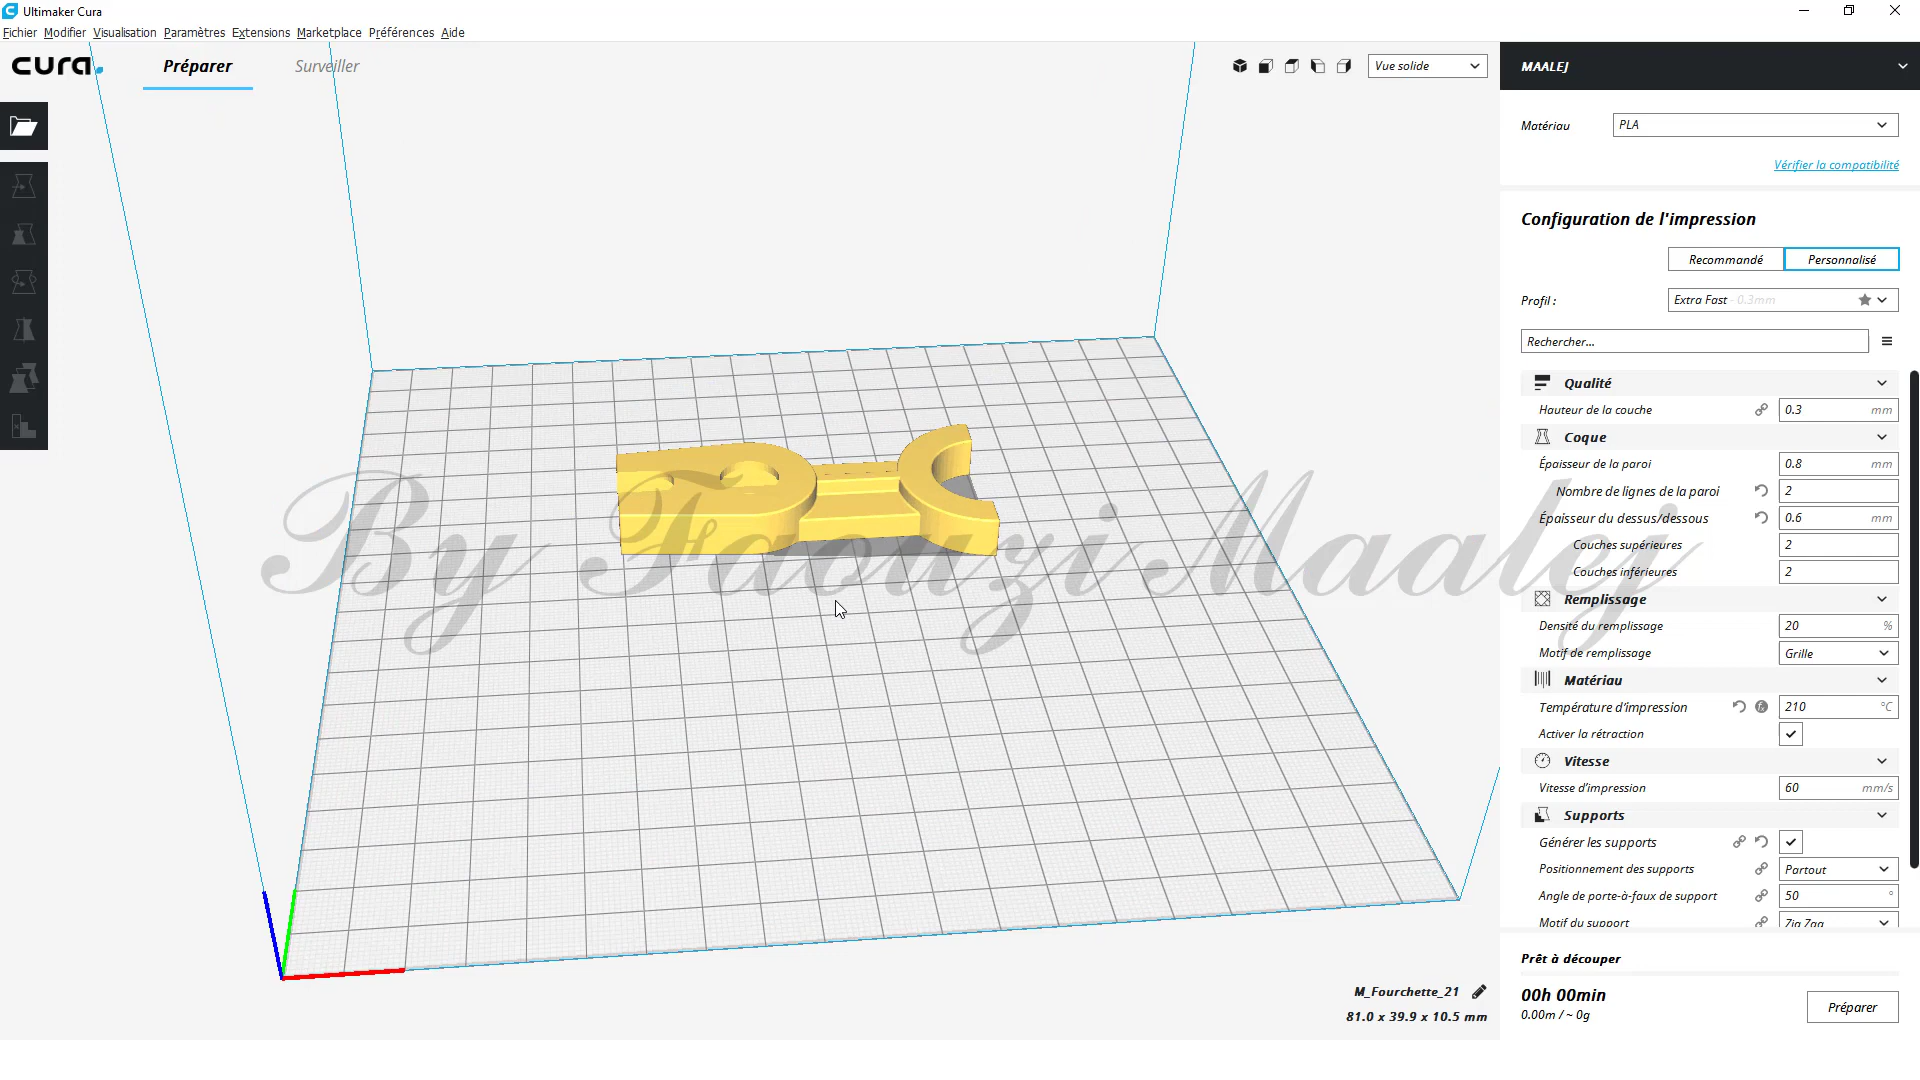 Ultimaker Cura
Fichier Modifier Visualisation Paramètres Extensions Marketplace Préférences Aide
cura.
Préparer
Surveiller
Vue solide
MAALEJ
Matériau
PLA
Vérifier la compatibilité
Configuration de l'impression
Recommandé
Personnalisé
Profil :
Extra Fast - 0.3mm
Rechercher...
Qualité
Hauteur de la couche 0.3 mm
Coque
Épaisseur de la paroi 0.8 mm
Nombre de lignes de la paroi 2
Épaisseur du dessus/dessous 0.6 mm
Couches supérieures 2
Couches inférieures 2
Remplissage
Densité du remplissage 20 %
Motif de remplissage Grille
Matériau
Température d'impression 210 °C
Activer la rétraction
Vitesse
Vitesse d'impression 60 mm/s
Supports
Générer les supports
Positionnement des supports Partout
Angle de porte-à-faux de support 50 °
Motif du support Zig Zag
By Faouzi Maalej
M_Fourchette_21
81.0 x 39.9 x 10.5 mm
Prêt à découper
00h 00min
0.00m / ~ 0g
Préparer